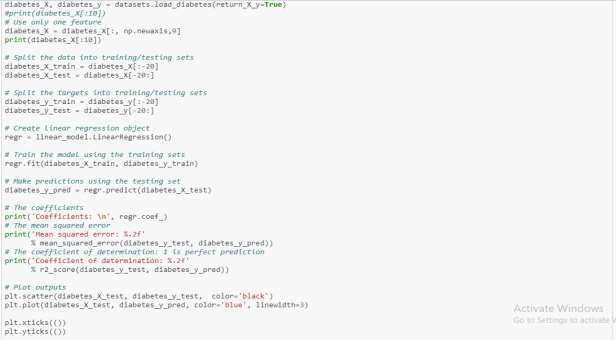 diabetes_X, diabetes_y = datasets.load_diabetes(return_X_y=True)
#print(diabetes_X[:10])
# Use only one feature
diabetes_X = diabetes_X[:, np.newaxis,9]
print(diabetes_X[:10])
# Split the data into training/testing sets
diabetes_X_train = diabetes_X[:-20]
diabetes_X_test = diabetes_X[-20:]
# Split the targets into training/testing sets
diabetes_y_train = diabetes_y[:-20]
diabetes_y_test = diabetes_y[-20:]
# Create linear regression object
regr = linear_model.LinearRegression()
# Train the model using the training sets
regr.fit(diabetes_X_train, diabetes_y_train)
# Make predictions using the testing set
diabetes_y_pred = regr.predict(diabetes_X_test)
# The coefficients
print('Coefficients: \n', regr.coef_)
# The mean squared error
print('Mean squared error: %.2f'
% mean_squared_error(diabetes_y_test, diabetes_y_pred))
# The coefficient of determination: 1 is perfect prediction
print('Coefficient of determination: %.2f'
% r2_score(diabetes_y_test, diabetes_y_pred))
# Plot outputs
plt.scatter(diabetes_X_test, diabetes_y_test, color='black')
plt.plot(diabetes_X_test, diabetes_y_pred, color='blue', linewidth=3)
plt.xticks(())
plt.yticks(())
Activate Windows
Go to Settings to activate W